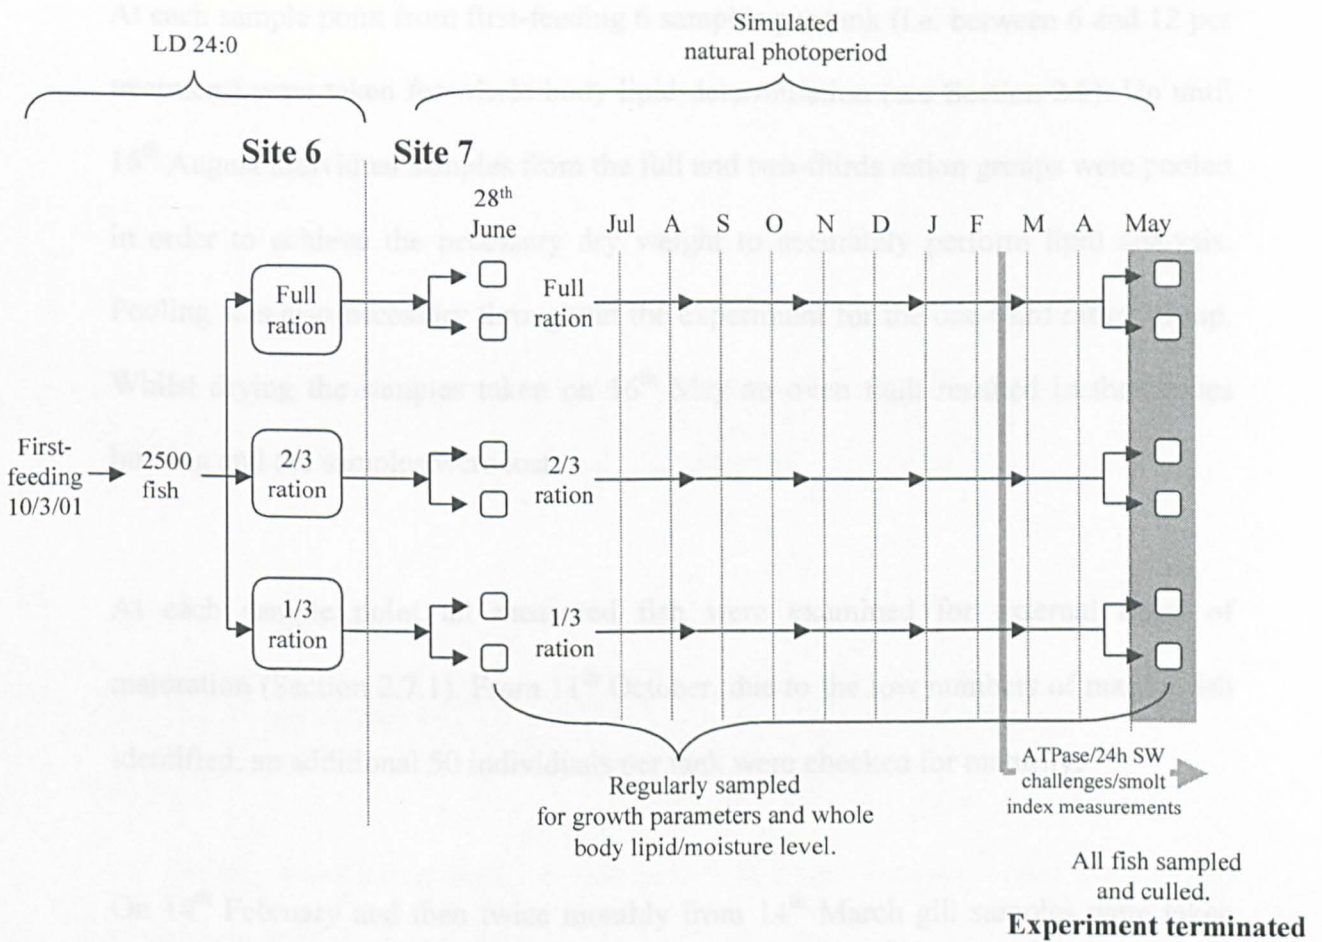 LD 24:0
Simulated
natural photoperiod
Site 6
Site 7
28th
June
Jul A S O N D J F M A May
Full
ration
Full
ration
First-
feeding
10/3/01
2500
fish
2/3
ration
2/3
ration
1/3
ration
1/3
ration
Regularly sampled
for growth parameters and whole
body lipid/moisture level.
ATPase/24h SW
challenges/smolt
index measurements
All fish sampled
and culled.
Experiment terminated